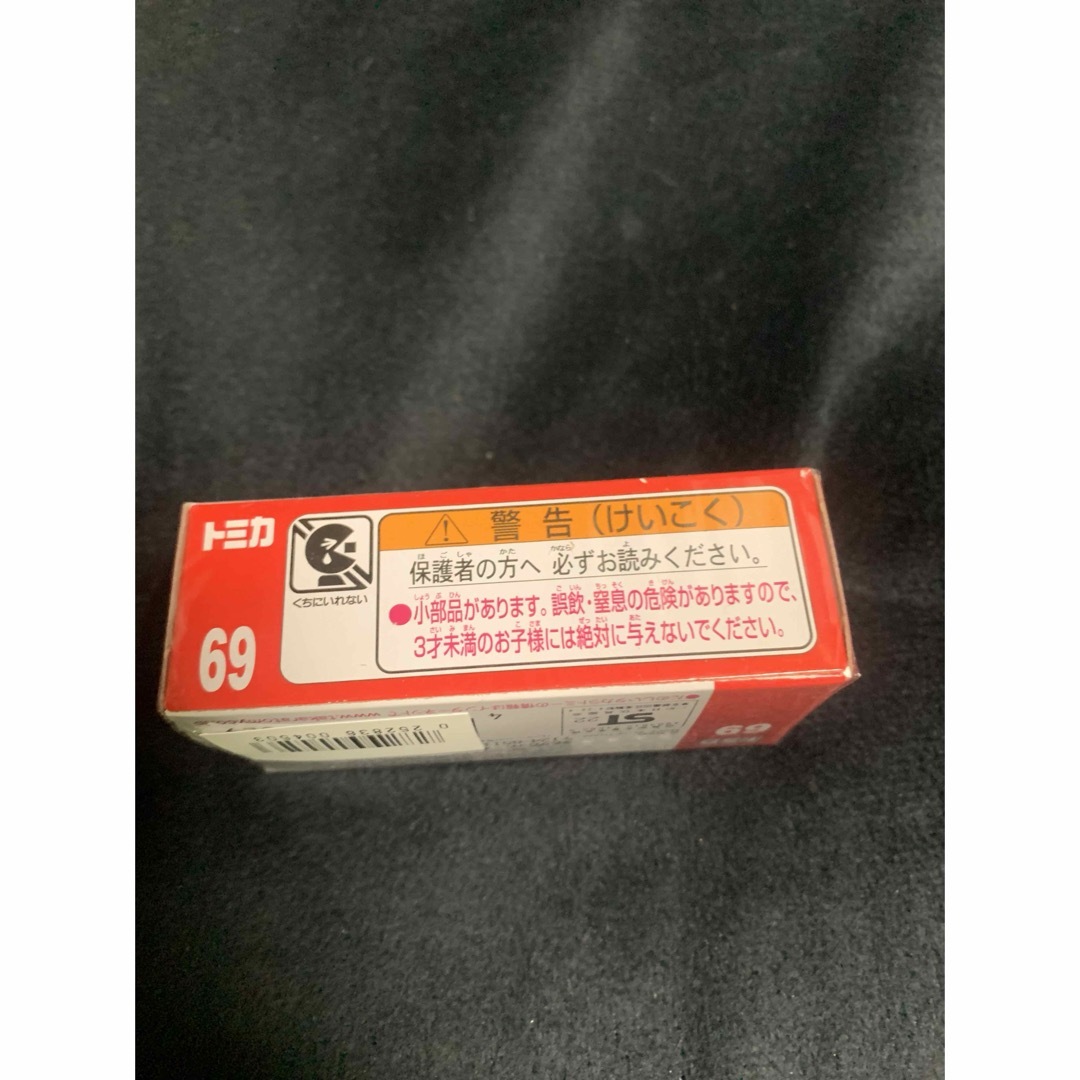 トミカ
69
くちにいれない
警告(けいこく)
保護者の方へ 必ずお読みください。
●小部品があります。誤飲・窒息の危険がありますので、
3才未満のお子様には絶対に与えないでください。
ST
69